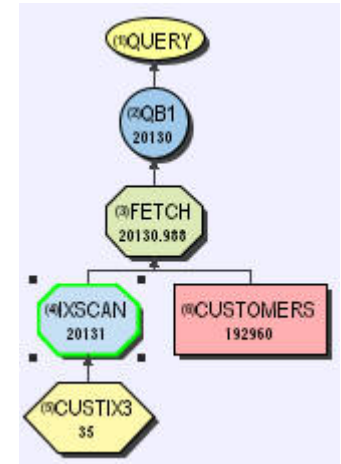 (1)QUERY
(2)QB1
20130
(3)FETCH
20130.988
(4)IXSCAN
20131
(6)CUSTOMERS
192960
(5)CUSTIX3
35